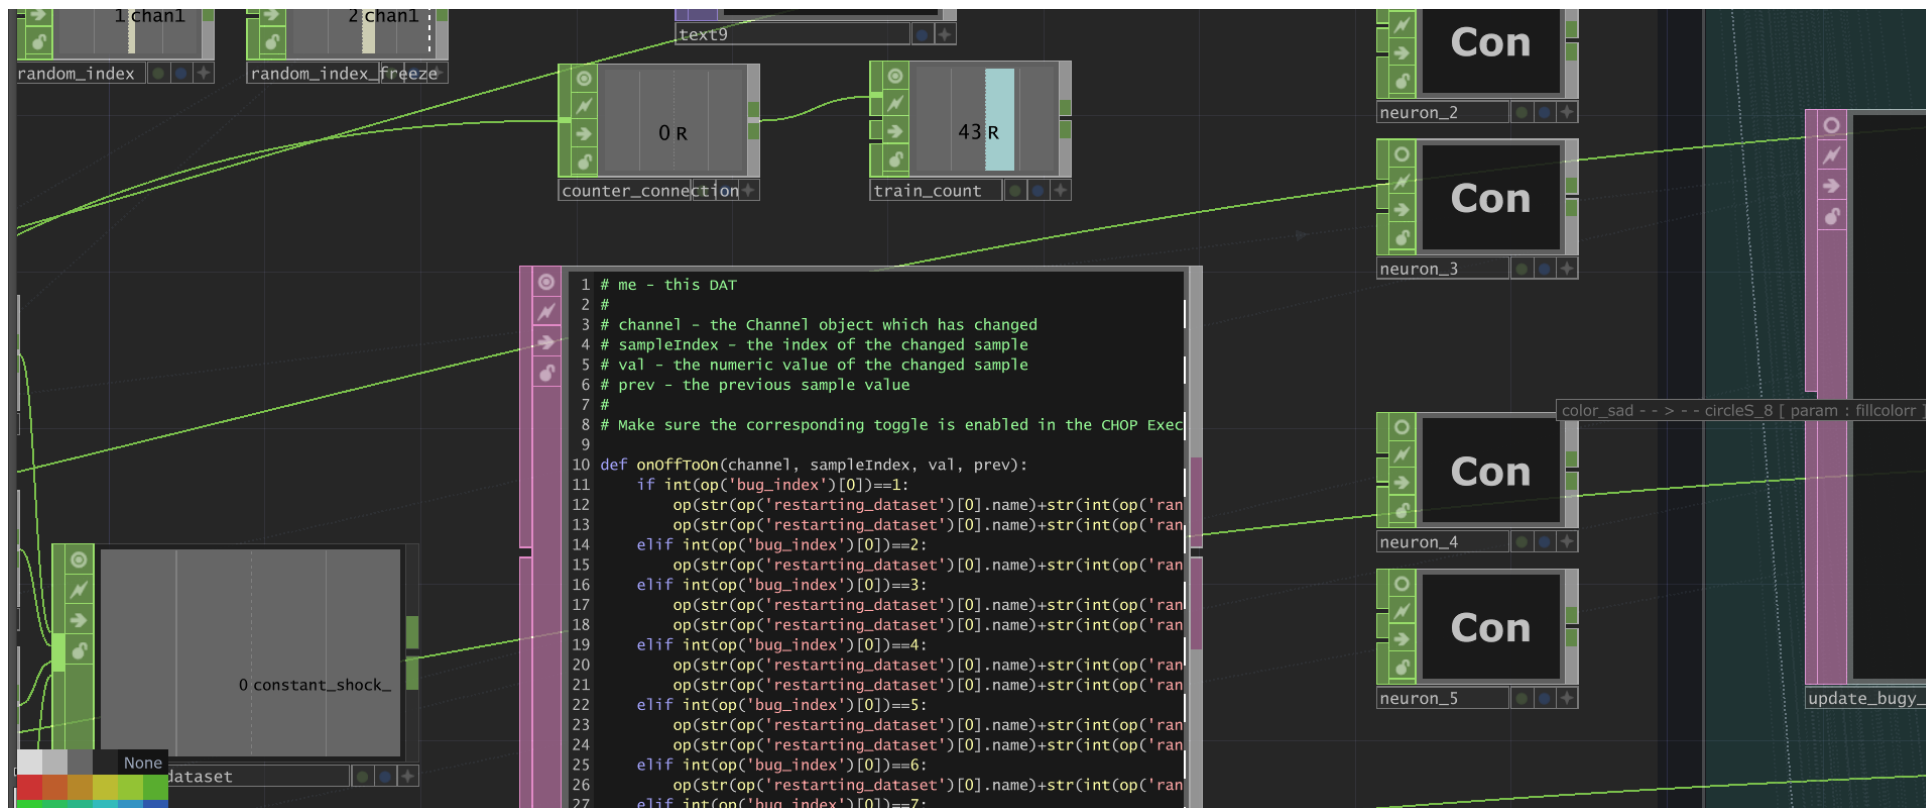 1 chan1
2 chan1
random_index
random_index_freeze
text9
0 R
counter_connection
43 R
train_count
Con
neuron_2
Con
neuron_3
1 # me - this DAT
2 #
3 # channel - the Channel object which has changed
4 # sampleIndex - the index of the changed sample
5 # val - the numeric value of the changed sample
6 # prev - the previous sample value
7 #
8 # Make sure the corresponding toggle is enabled in the CHOP Exec
9
10 def onOffToOn(channel, sampleIndex, val, prev):
11     if int(op('bug_index')[0])==1:
12         op(str(op('restarting_dataset')[0].name)+str(int(op('ran
13         op(str(op('restarting_dataset')[0].name)+str(int(op('ran
14     elif int(op('bug_index')[0])==2:
15         op(str(op('restarting_dataset')[0].name)+str(int(op('ran
16     elif int(op('bug_index')[0])==3:
17         op(str(op('restarting_dataset')[0].name)+str(int(op('ran
18         op(str(op('restarting_dataset')[0].name)+str(int(op('ran
19     elif int(op('bug_index')[0])==4:
20         op(str(op('restarting_dataset')[0].name)+str(int(op('ran
21         op(str(op('restarting_dataset')[0].name)+str(int(op('ran
22     elif int(op('bug_index')[0])==5:
23         op(str(op('restarting_dataset')[0].name)+str(int(op('ran
24         op(str(op('restarting_dataset')[0].name)+str(int(op('ran
25     elif int(op('bug_index')[0])==6:
26         op(str(op('restarting_dataset')[0].name)+str(int(op('ran
27     elif int(op('bug_index')[0])==7:
color_sad - - > - - circleS_8 [ param : fillcolorr ]
Con
neuron_4
Con
neuron_5
update_bugy_
0 constant_shock_
None
dataset